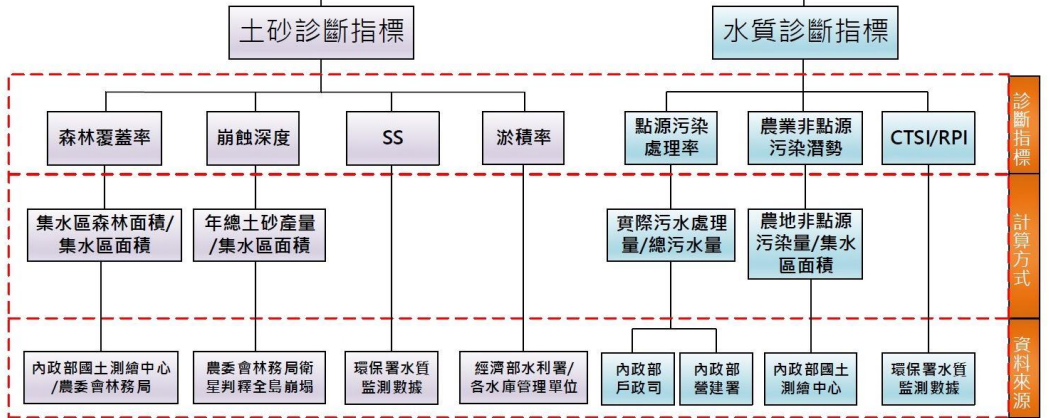 土砂診斷指標
水質診斷指標
森林覆蓋率
崩蝕深度
SS
淤積率
點源污染
處理率
農業非點源
污染潛勢
CTSI/RPI
診斷指標
集水區森林面積/
集水區面積
年總土砂產量
/集水區面積
實際污水處理
量/總污水量
農地非點源
污染量/集水
區面積
計算方式
內政部國土測繪中心
/農委會林務局
農委會林務局衛
星判釋全島崩塌
環保署水質
監測數據
經濟部水利署/
各水庫管理單位
內政部
戶政司
內政部
營建署
內政部國土
測繪中心
環保署水質
監測數據
資料來源